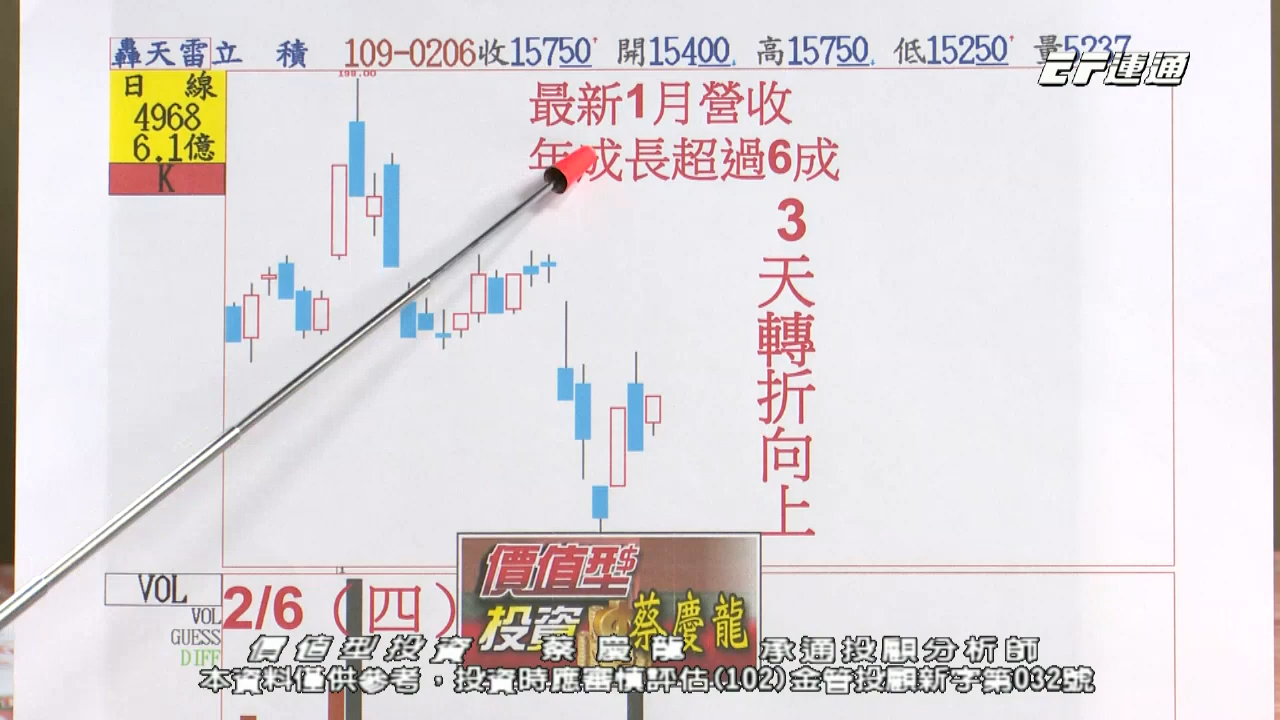 轟天雷立 積 109-0206收15750 開15400 高15750 低15250 量5237
CT運通
日 線
4968
6.1億
K
198.00
最新1月營收
年成長超過6成
3天轉折向上
VOL
VOL
GUESS
DIFF
2/6 (四)
價值型$
投資
蔡慶龍
價值型投資 蔡慶龍 承通投顧分析師
本資料僅供參考，投資時應審慎評估(102)金管投顧新字第032號